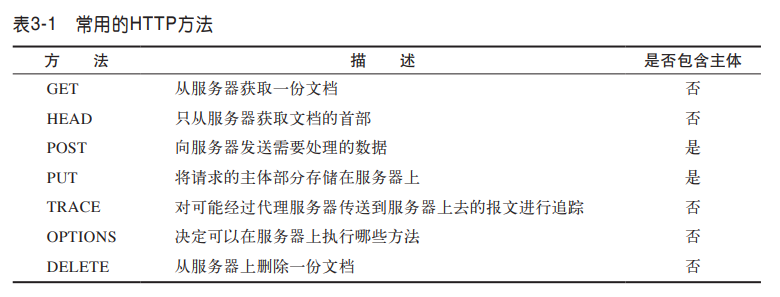 表3-1 常用的HTTP方法
方 法 描 述 是否包含主体
GET 从服务器获取一份文档 否
HEAD 只从服务器获取文档的首部 否
POST 向服务器发送需要处理的数据 是
PUT 将请求的主体部分存储在服务器上 是
TRACE 对可能经过代理服务器传送到服务器上去的报文进行追踪 否
OPTIONS 决定可以在服务器上执行哪些方法 否
DELETE 从服务器上删除一份文档 否